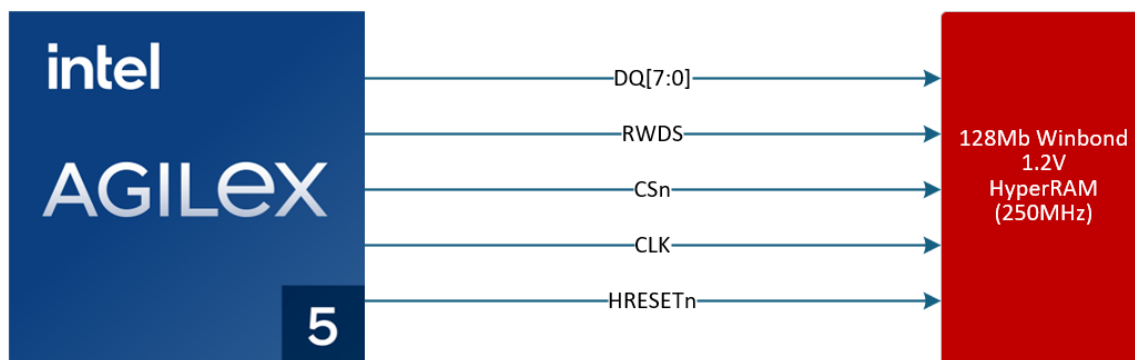 intel
AGILEX
5
DQ[7:0]
RWDS
CSn
CLK
HRESETn
128Mb Winbond
1.2V
HyperRAM
(250MHz)